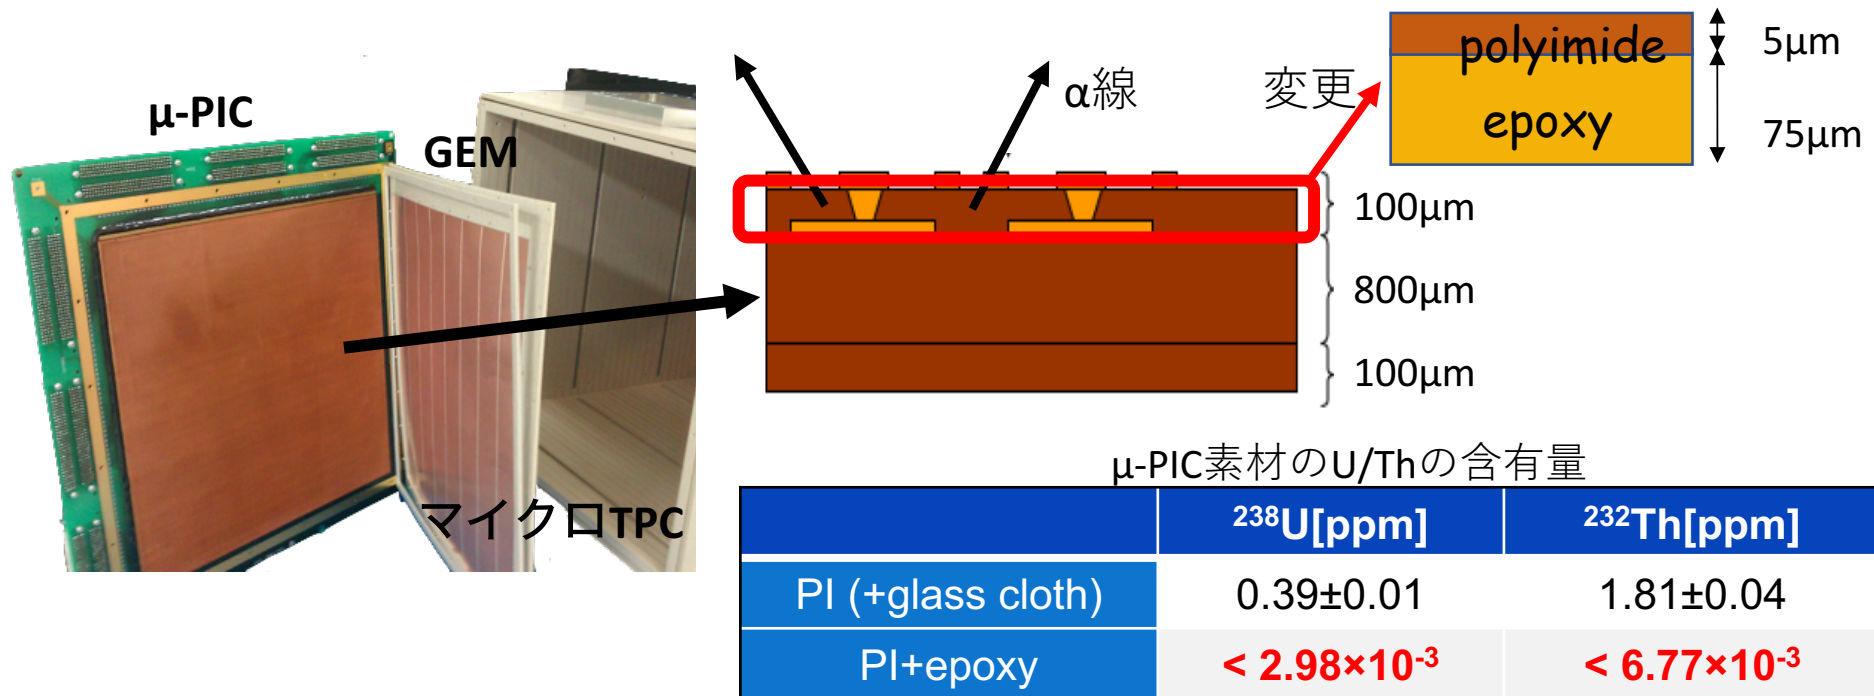 μ-PIC
GEM
マイクロTPC
α線
変更
polyimide
epoxy
5μm
75μm
100μm
800μm
100μm
μ-PIC素材のU/Thの含有量
²³⁸U[ppm] ²³²Th[ppm]
PI (+glass cloth) 0.39±0.01 1.81±0.04
PI+epoxy < 2.98×10⁻³ < 6.77×10⁻³